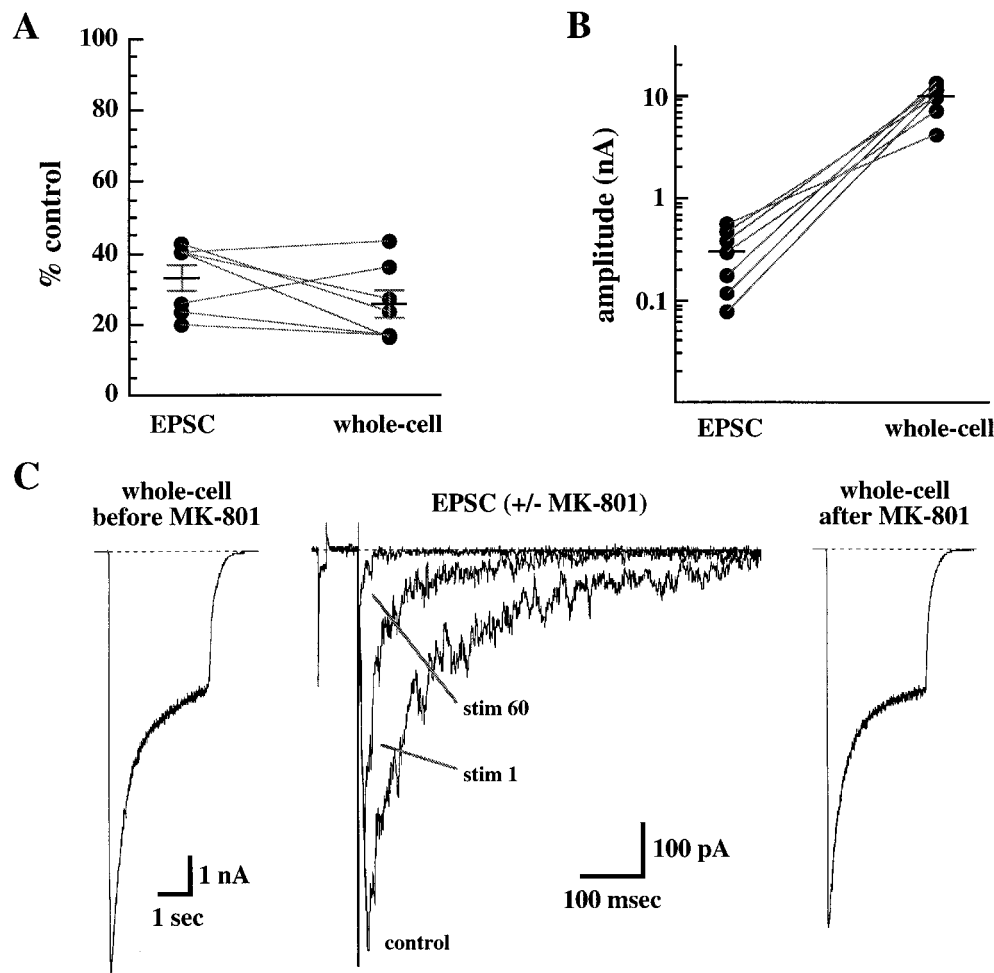 A
100
80
60
40
20
0
% control
EPSC
whole-cell
B
10
1
0.1
amplitude (nA)
EPSC
whole-cell
C
whole-cell
before MK-801
EPSC (+/- MK-801)
whole-cell
after MK-801
stim 60
stim 1
1 nA
1 sec
control
100 pA
100 msec